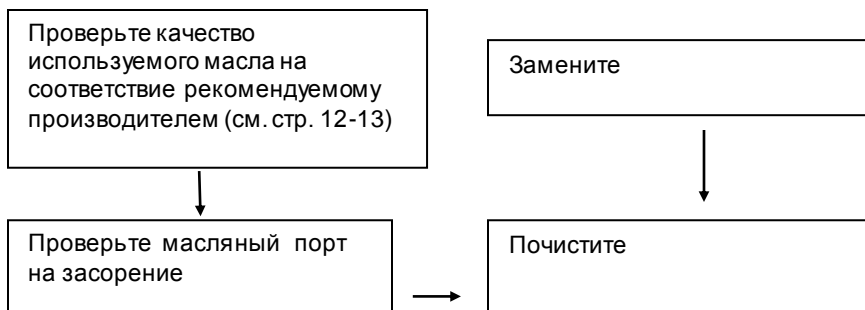 Проверьте качество
используемого масла на
соответствие рекомендуемому
производителем (см. стр. 12-13)
Замените
Проверьте масляный порт
на засорение
Почистите